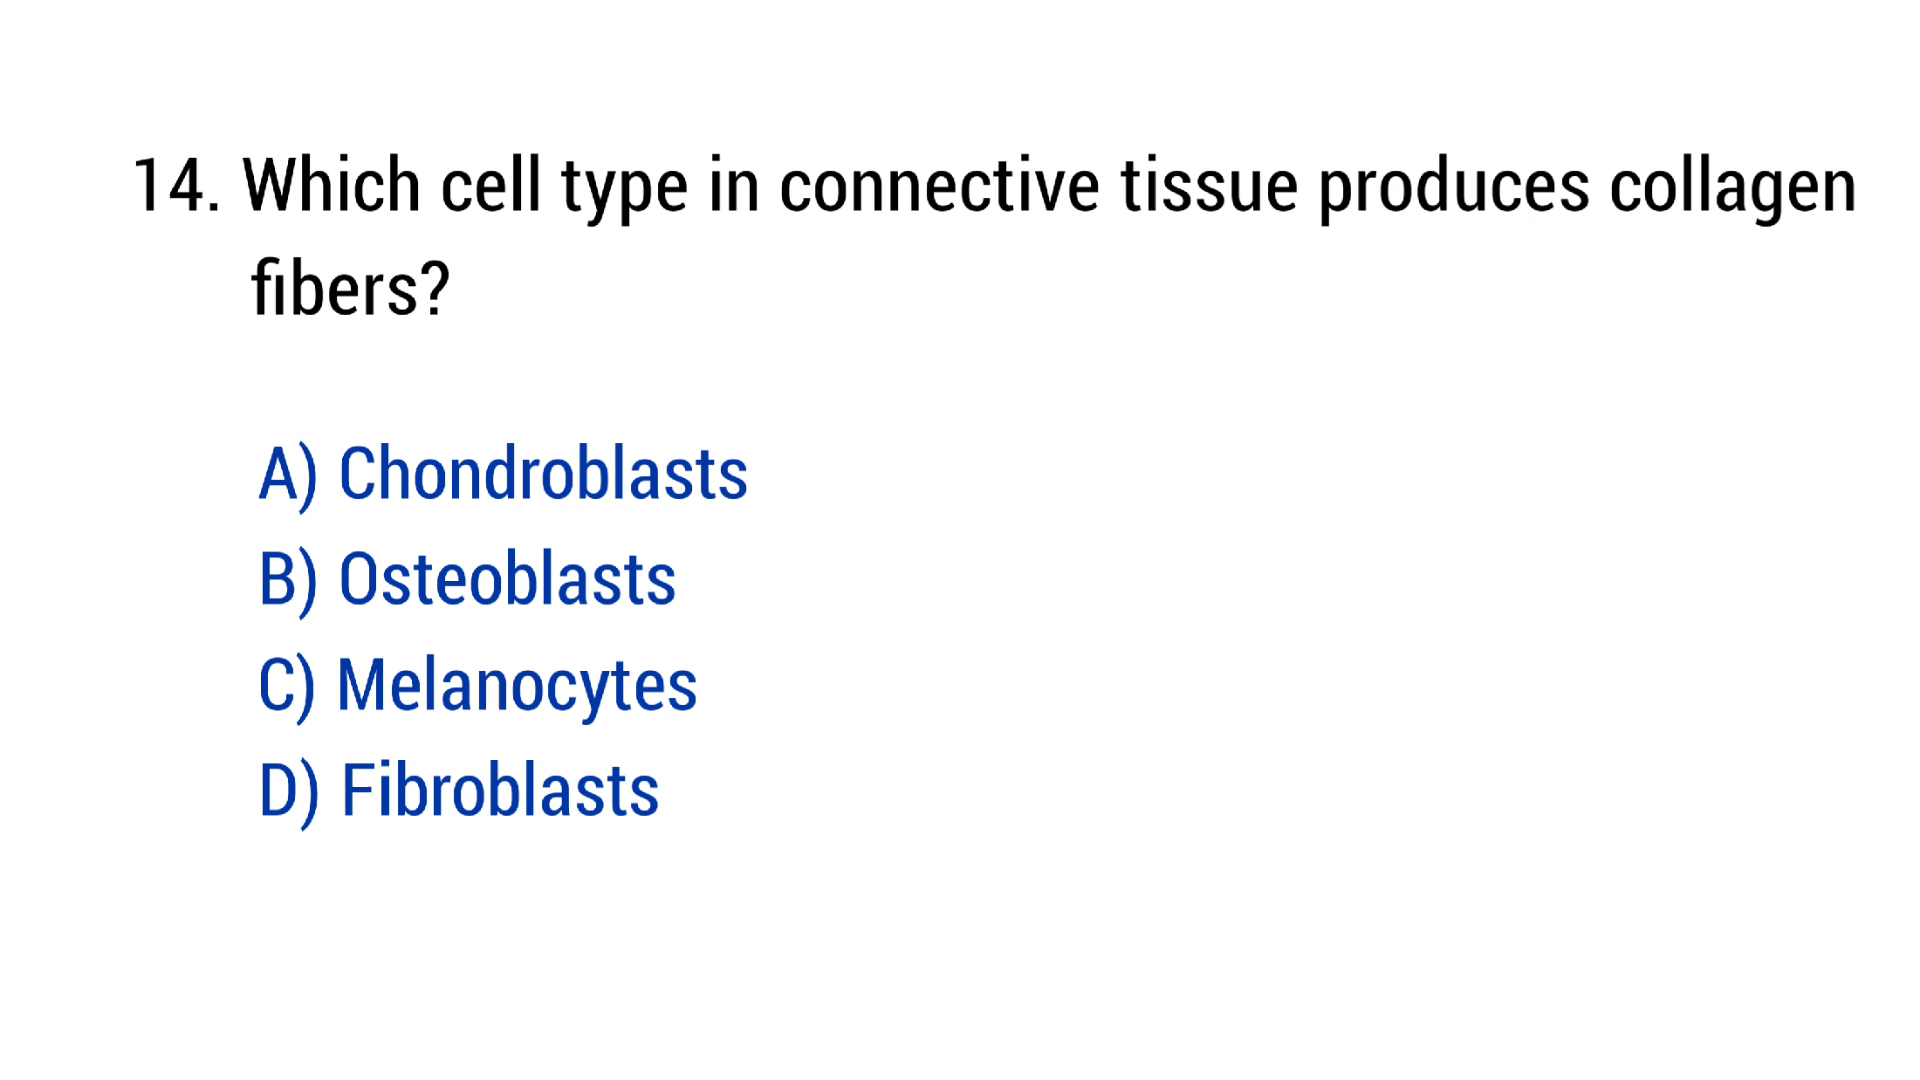 14. Which cell type in connective tissue produces collagen
fibers?
A) Chondroblasts
B) Osteoblasts
C) Melanocytes
D) Fibroblasts